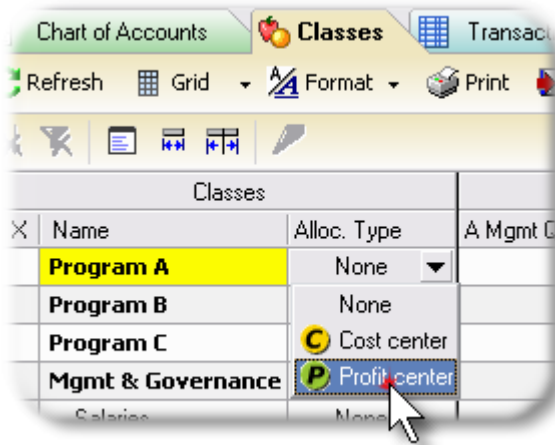 Chart of Accounts Classes Transact
Refresh Grid Format Print
Classes
X Name Alloc. Type A Mgmt
Program A None
Program B None
Program C C Cost center
Mgmt & Governance P Profit center
Salaries None